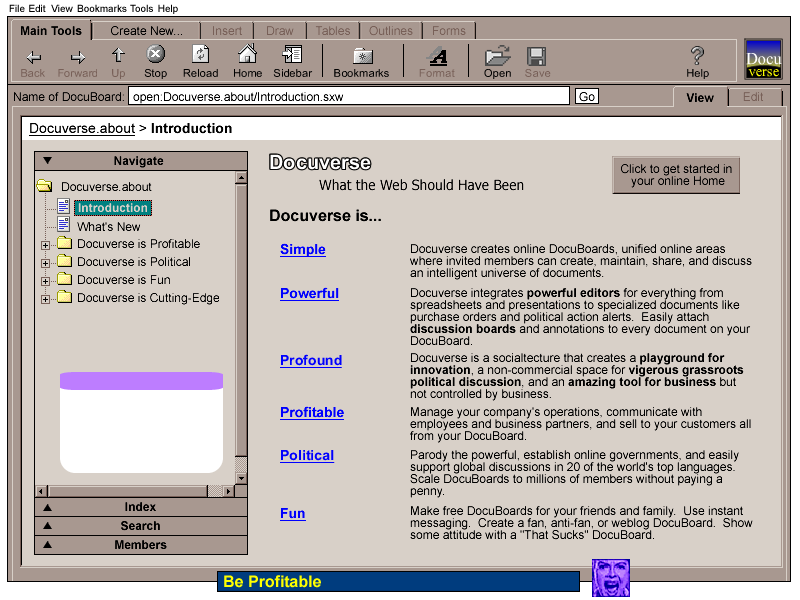 File Edit View Bookmarks Tools Help
Main Tools Create New... Insert Draw Tables Outlines Forms
Back Forward Up Stop Reload Home Sidebar Bookmarks Format Open Save Help
Docu
verse
Name of DocuBoard: open:Docuverse.about/Introduction.sxw Go View Edit
Docuverse.about > Introduction
Navigate
Docuverse.about
Introduction
What's New
Docuverse is Profitable
Docuverse is Political
Docuverse is Fun
Docuverse is Cutting-Edge
Index
Search
Members
Docuverse
What the Web Should Have Been
Click to get started in
your online Home
Docuverse is...
Simple
Docuverse creates online DocuBoards, unified online areas
where invited members can create, maintain, share, and discuss
an intelligent universe of documents.
Powerful
Docuverse integrates powerful editors for everything from
spreadsheets and presentations to specialized documents like
purchase orders and political action alerts. Easily attach
discussion boards and annotations to every document on your
DocuBoard.
Profound
Docuverse is a socialtecture that creates a playground for
innovation, a non-commercial space for vigerous grassroots
political discussion, and an amazing tool for business but
not controlled by business.
Profitable
Manage your company's operations, communicate with
employees and business partners, and sell to your customers all
from your DocuBoard.
Political
Parody the powerful, establish online governments, and easily
support global discussions in 20 of the world's top languages.
Scale DocuBoards to millions of members without paying a
penny.
Fun
Make free DocuBoards for your friends and family. Use instant
messaging. Create a fan, anti-fan, or weblog DocuBoard. Show
some attitude with a "That Sucks" DocuBoard.
Be Profitable